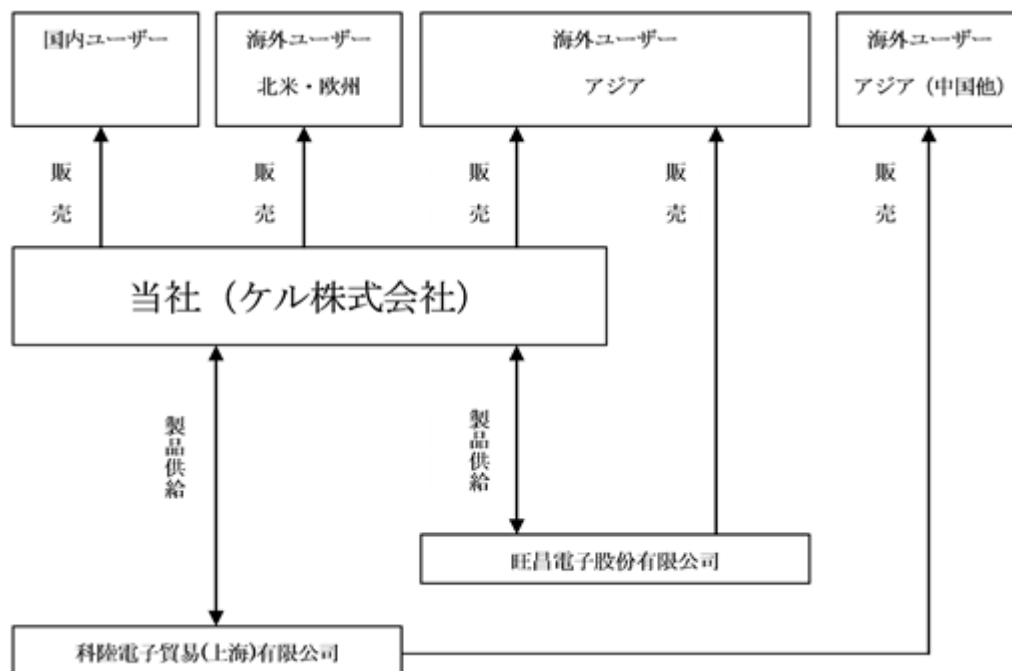 国内ユーザー
海外ユーザー
北米・欧州
海外ユーザー
アジア
海外ユーザー
アジア（中国他）
販売
販売
販売
販売
販売
当社（ケル株式会社）
製品供給
製品供給
旺昌電子股份有限公司
科陸電子貿易(上海)有限公司